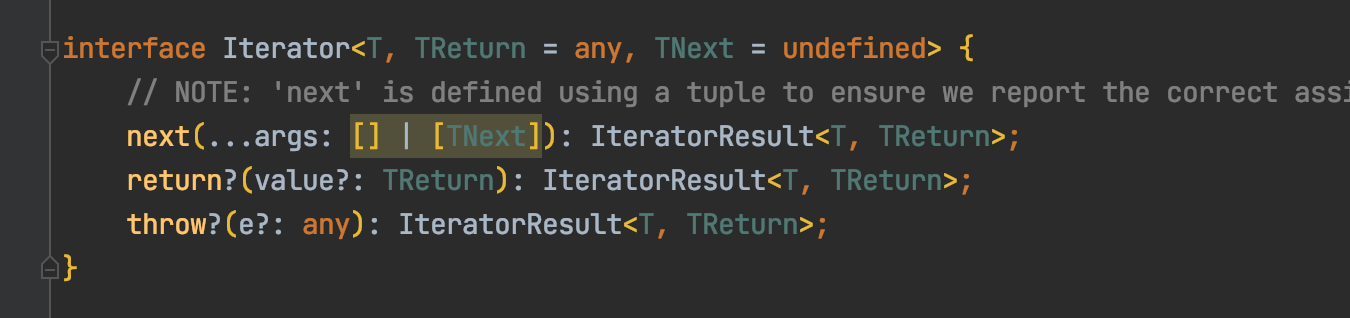 interface Iterator<T, TReturn = any, TNext = undefined> {
// NOTE: 'next' is defined using a tuple to ensure we report the correct
next(...args: [] | [TNext]): IteratorResult<T, TReturn>;
return?(value?: TReturn): IteratorResult<T, TReturn>;
throw?(e?: any): IteratorResult<T, TReturn>;
}